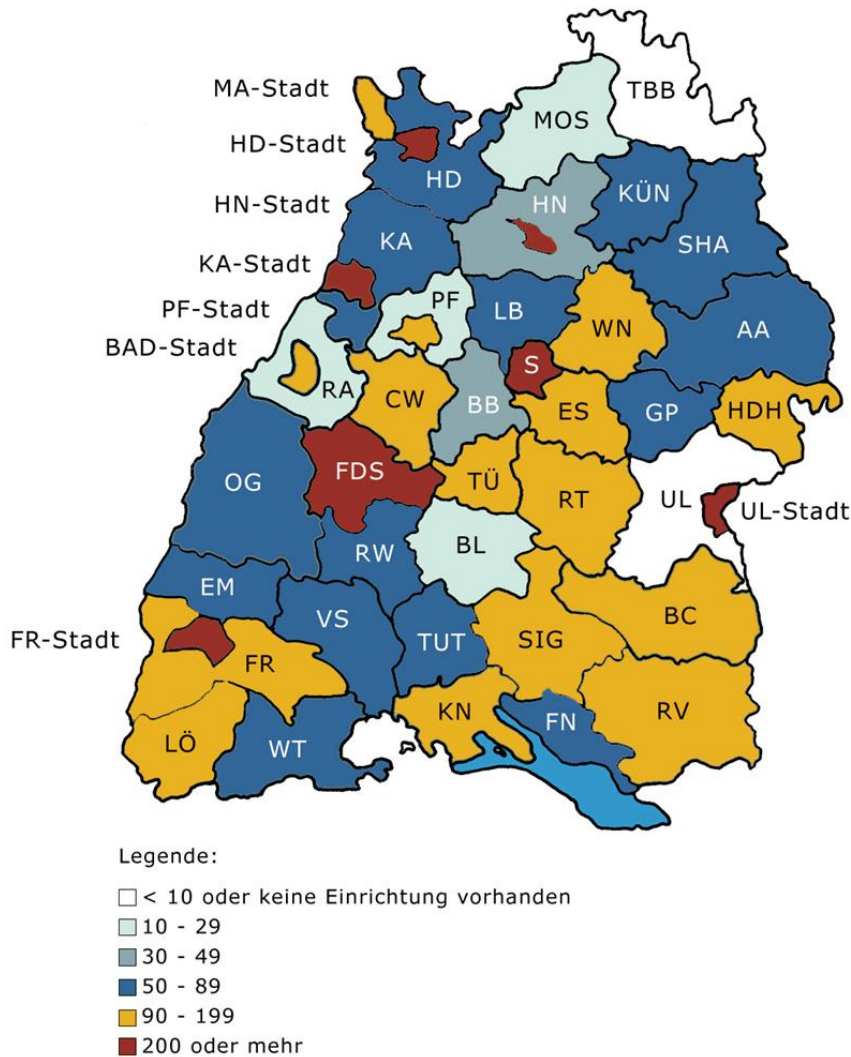 TBB
MA-Stadt
MOS
HD-Stadt
HD
HN-Stadt
HN
KÜN
KA
SHA
KA-Stadt
PF
PF-Stadt
LB
WN
AA
BAD-Stadt
S
RA
CW
BB
ES
GP
HDH
FDS
TÜ
OG
RT
UL
UL-Stadt
RW
BL
EM
VS
BC
FR-Stadt
TUT
SIG
FR
KN
FN
RV
LÖ
WT
Legende:
< 10 oder keine Einrichtung vorhanden
10 - 29
30 - 49
50 - 89
90 - 199
200 oder mehr